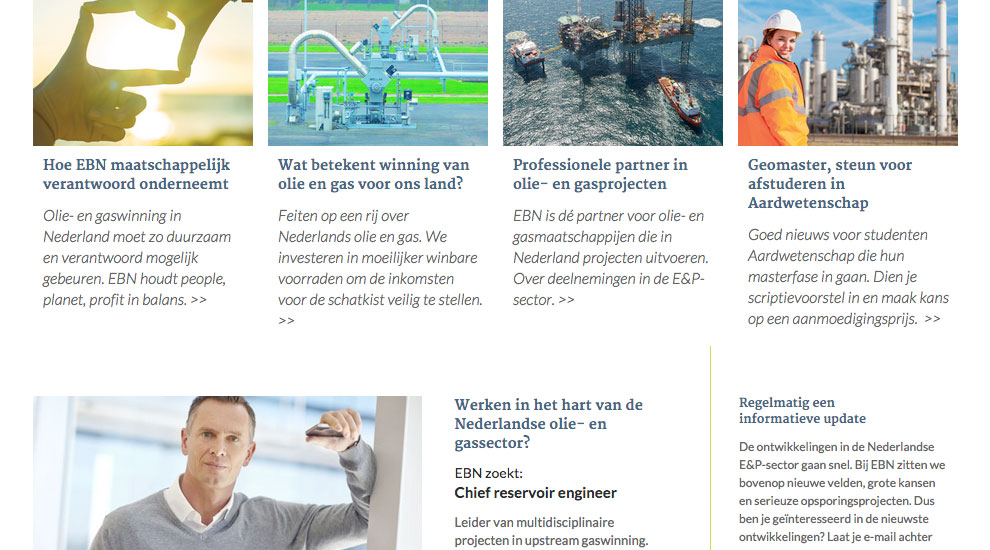 Hoe EBN maatschappelijk
verantwoord onderneemt
Olie- en gaswinning in
Nederland moet zo duurzaam
en verantwoord mogelijk
gebeuren. EBN houdt people,
planet, profit in balans. >>
Wat betekent winning van
olie en gas voor ons land?
Feiten op een rij over
Nederlands olie en gas. We
investeren in moeilijker winbare
voorraden om de inkomsten
voor de schatkist veilig te stellen.
>>
Professionele partner in
olie- en gasprojecten
EBN is dé partner voor olie- en
gasmaatschappijen die in
Nederland projecten uitvoeren.
Over deelnemingen in de E&P-
sector. >>
Geomaster, steun voor
afstuderen in
Aardwetenschap
Goed nieuws voor studenten
Aardwetenschap die hun
masterfase in gaan. Dien je
scriptievoorstel in en maak kans
op een aanmoedigingsprijs. >>
Werken in het hart van de
Nederlandse olie- en
gassector?
EBN zoekt:
Chief reservoir engineer
Leider van multidisciplinaire
projecten in upstream gaswinning.
Regelmatig een
informatieve update
De ontwikkelingen in de Nederlandse
E&P-sector gaan snel. Bij EBN zitten we
bovenop nieuwe velden, grote kansen
en serieuze opsporingsprojecten. Dus
ben je geïnteresseerd in de nieuwste
ontwikkelingen? Laat je e-mail achter